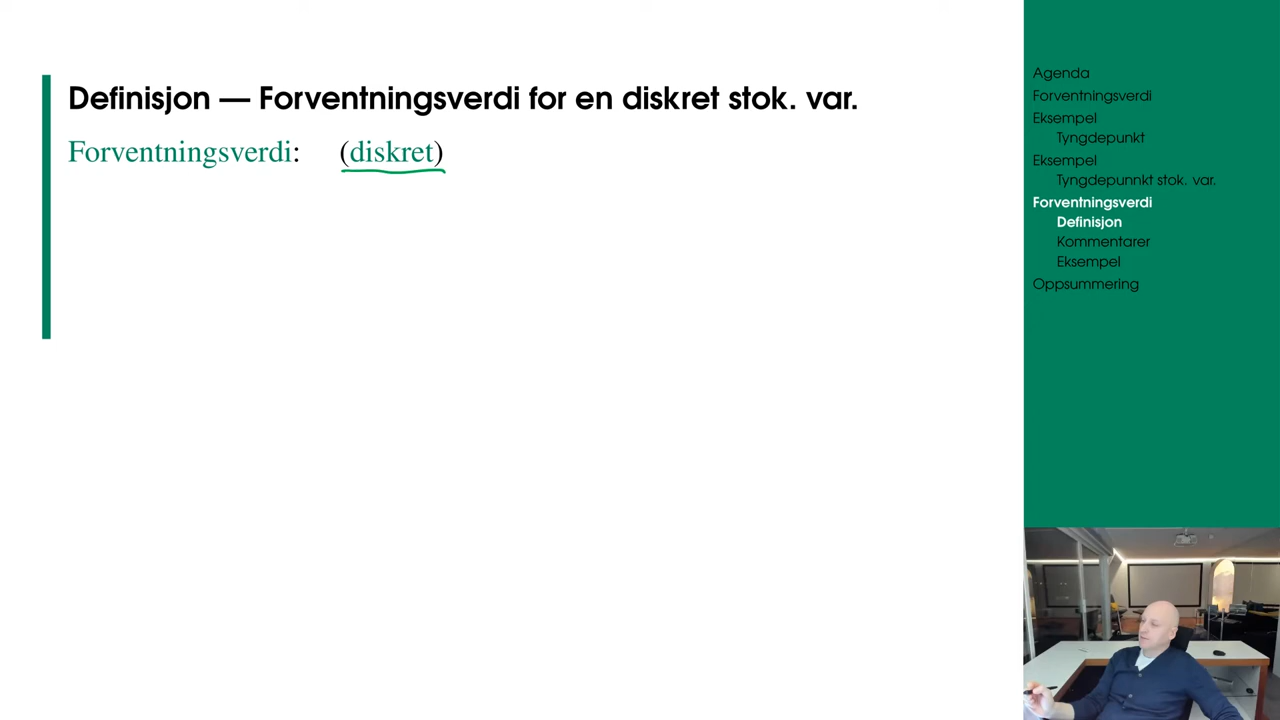 Definisjon — Forventningsverdi for en diskret stok. var.
Forventningsverdi: (diskret)
Agenda
Forventningsverdi
Eksempel
Tyngdepunkt
Eksempel
Tyngdepunnkt stok. var.
Forventningsverdi
Definisjon
Kommentarer
Eksempel
Oppsummering